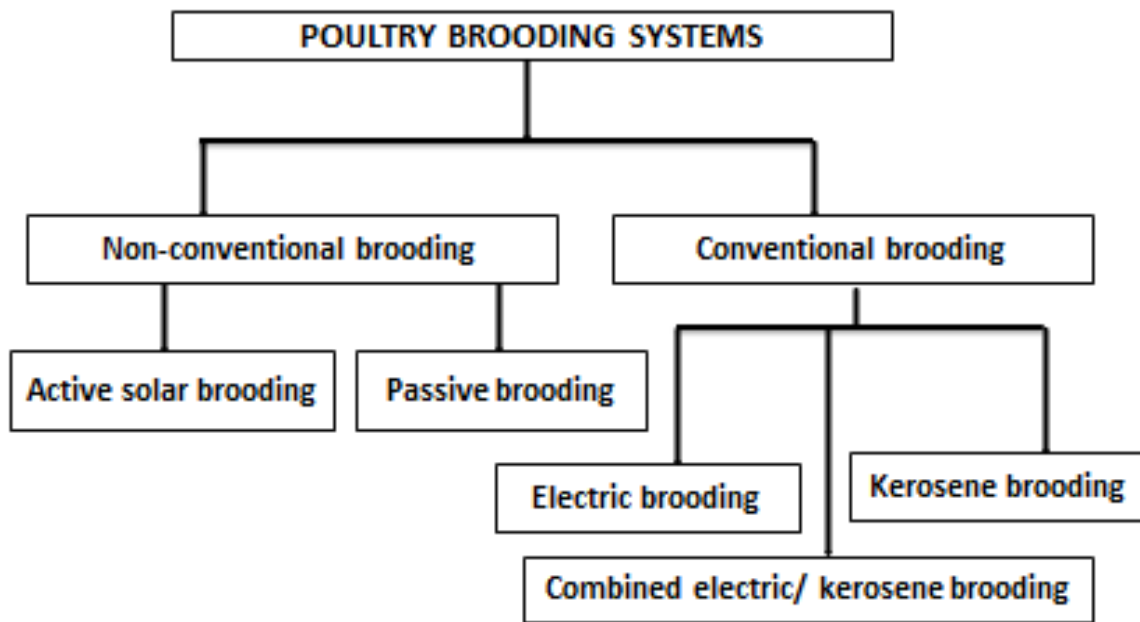 POULTRY BROODING SYSTEMS
Non-conventional brooding
Conventional brooding
Active solar brooding
Passive brooding
Electric brooding
Kerosene brooding
Combined electric/ kerosene brooding